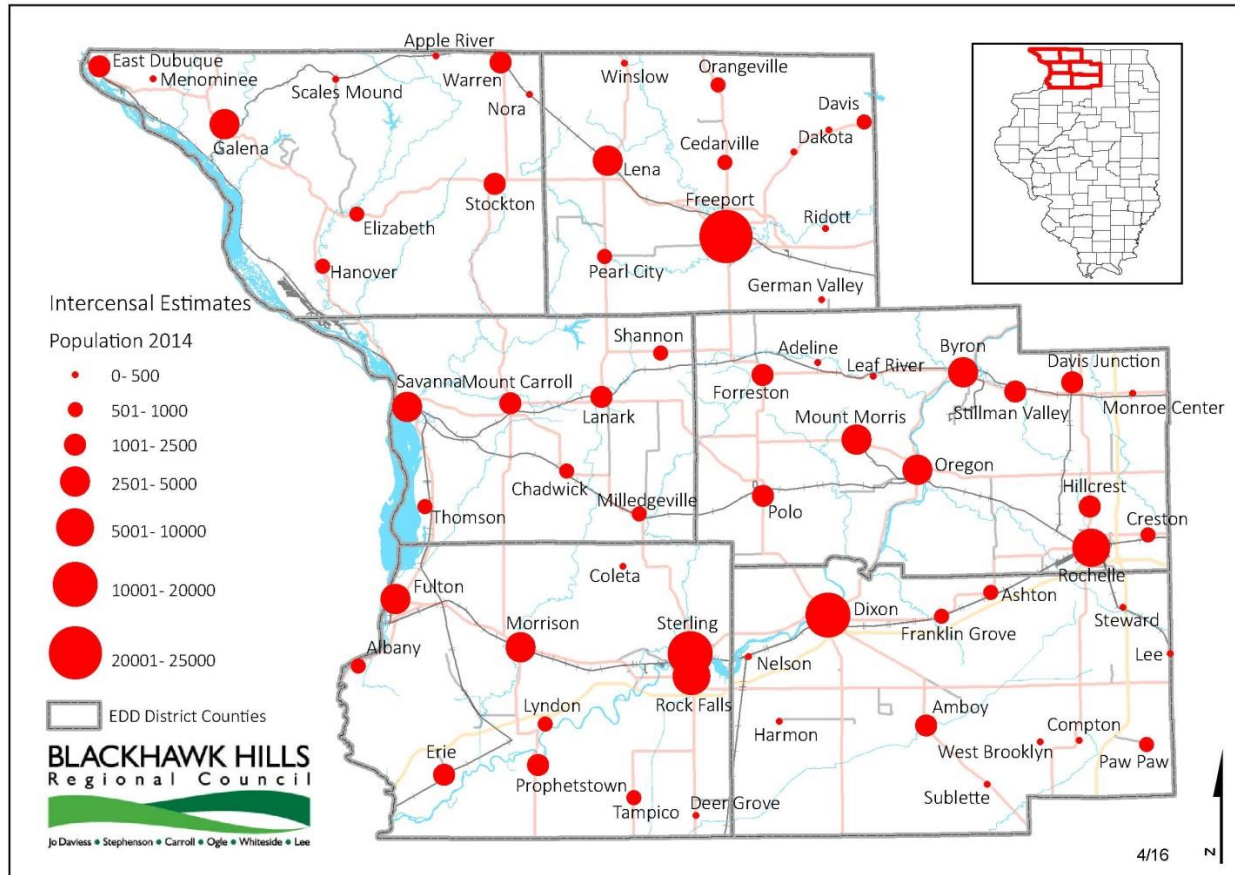 East Dubuque
Menominee
Apple River
Scales Mound
Warren
Nora
Galena
Stockton
Elizabeth
Hanover
Winslow
Orangeville
Davis
Dakota
Cedarville
Lena
Freeport
Ridott
Pearl City
German Valley
Intercensal Estimates
Population 2014
0- 500
501- 1000
1001- 2500
2501- 5000
5001- 10000
10001- 20000
20001- 25000
EDD District Counties
Shannon
Savanna
Mount Carroll
Lanark
Chadwick
Milledgeville
Thomson
Adeline
Leaf River
Byron
Davis Junction
Forreston
Stillman Valley
Monroe Center
Mount Morris
Oregon
Hillcrest
Polo
Creston
Rochelle
Coleta
Fulton
Morrison
Sterling
Albany
Rock Falls
Lyndon
Erie
Prophetstown
Tampico
Deer Grove
Dixon
Ashton
Franklin Grove
Steward
Nelson
Lee
Harmon
Amboy
Compton
West Brooklyn
Paw Paw
Sublette
BLACKHAWK HILLS
Regional Council
Jo Daviess • Stephenson • Carroll • Ogle • Whiteside • Lee
4/16
N